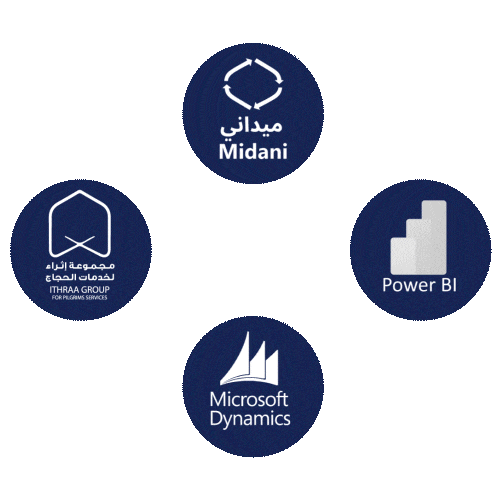 ميداني
Midani
مجموعة إثراء
لخدمات الحجاج
ITHRAA GROUP
FOR PILGRIMS SERVICES
Power BI
Microsoft
Dynamics